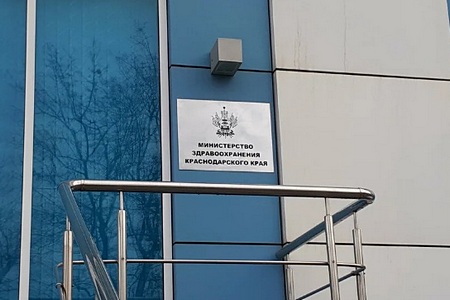 МИНИСТЕРСТВО
ЗДРАВООХРАНЕНИЯ
КРАСНОДАРСКОГО КРАЯ